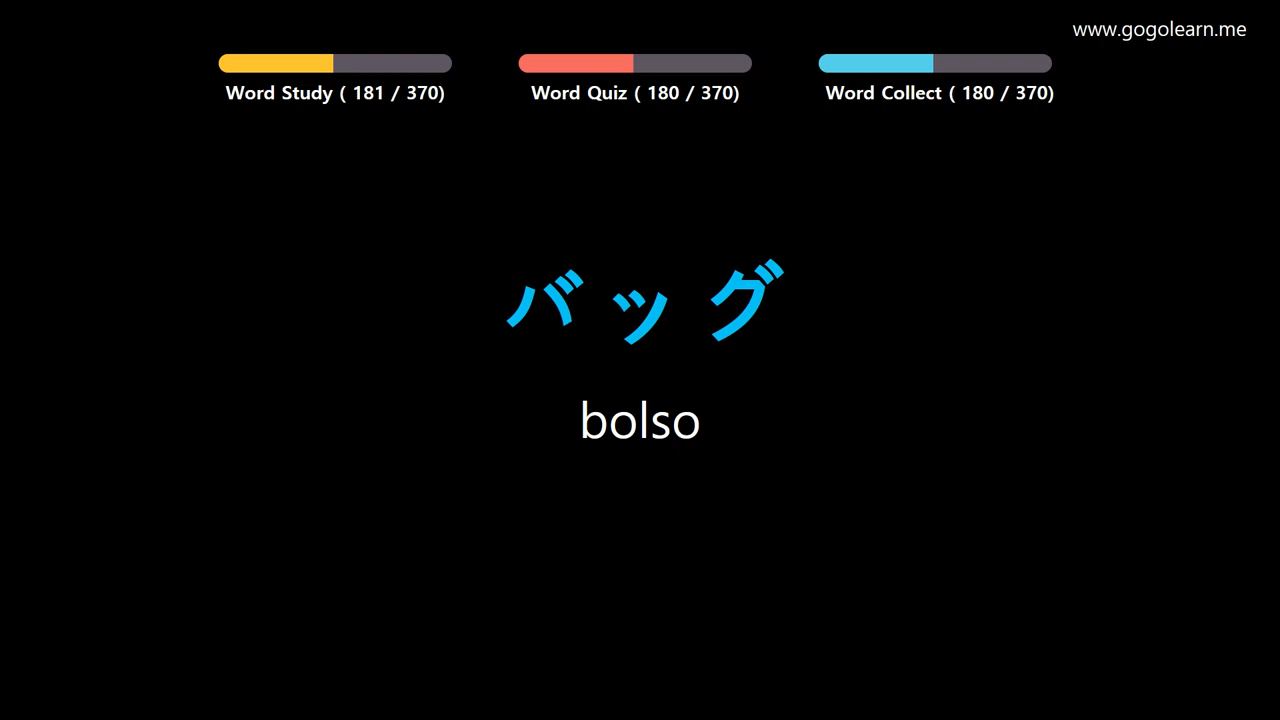 www.gogolearn.me
Word Study ( 181 / 370)
Word Quiz ( 180 / 370)
Word Collect ( 180 / 370)
バッグ
bolso